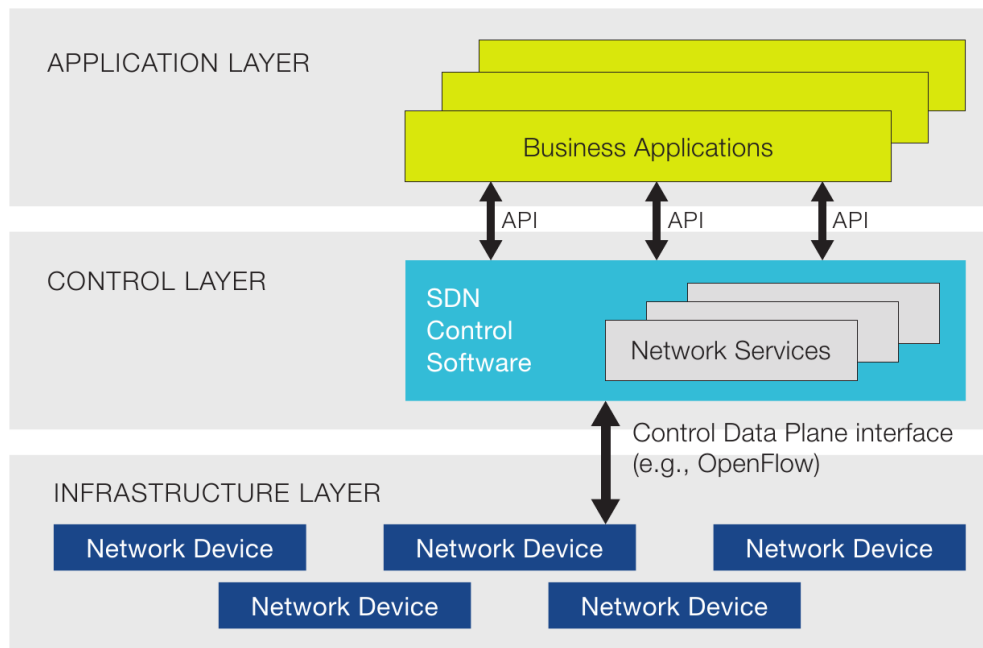 APPLICATION LAYER
Business Applications
API
API
API
CONTROL LAYER
SDN
Control
Software
Network Services
Control Data Plane interface
(e.g., OpenFlow)
INFRASTRUCTURE LAYER
Network Device
Network Device
Network Device
Network Device
Network Device